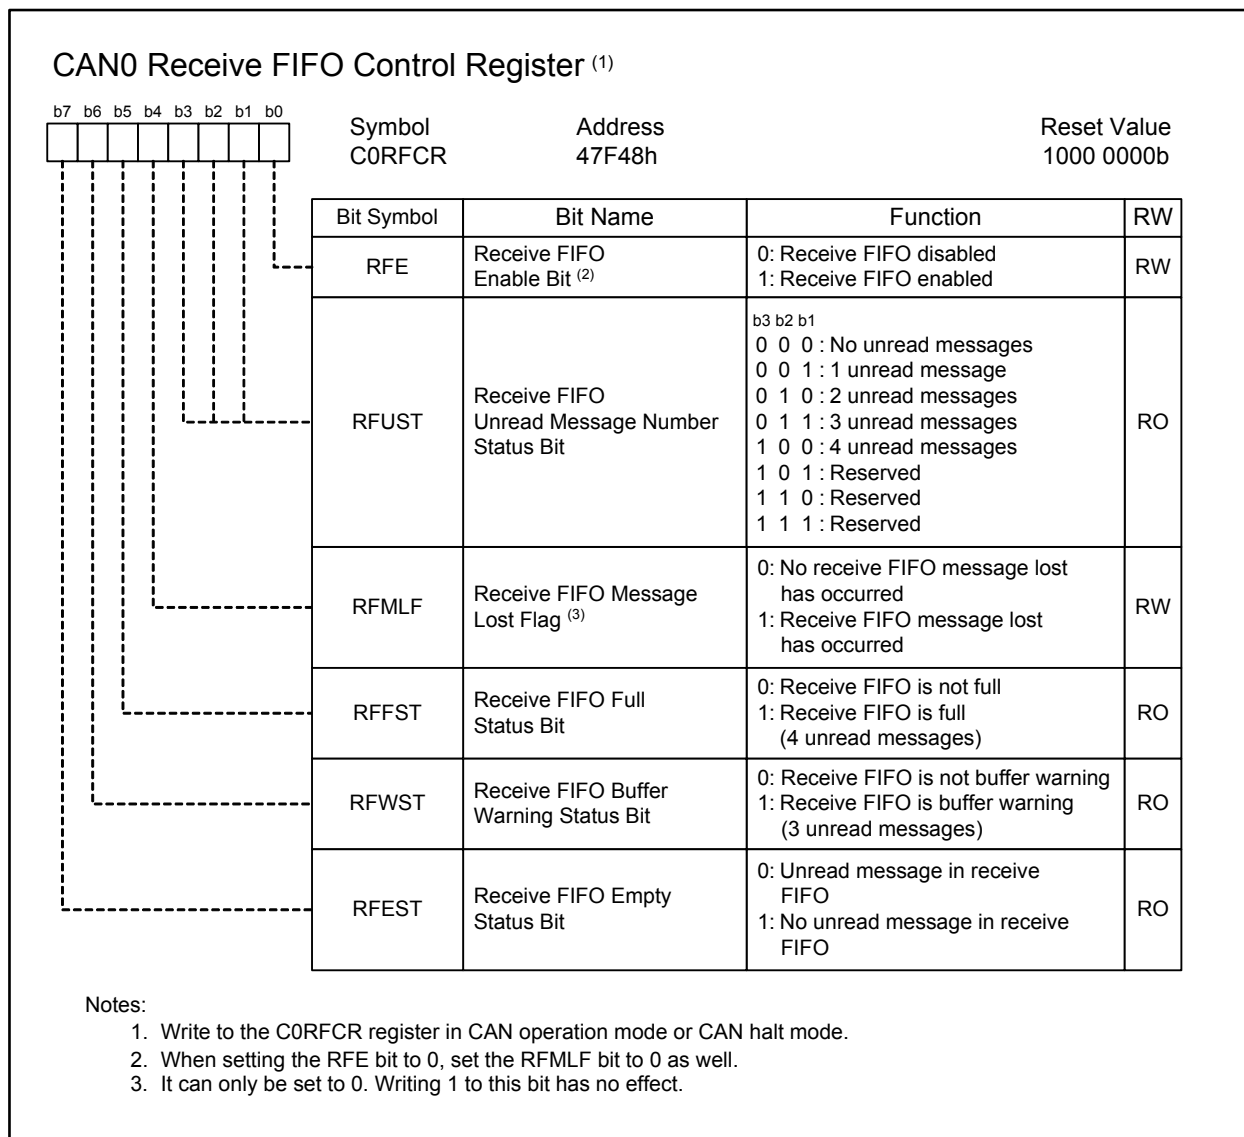 CAN0 Receive FIFO Control Register (1)
b7 b6 b5 b4 b3 b2 b1 b0
Symbol Address Reset Value
C0RFCR 47F48h 1000 0000b
Bit Symbol Bit Name Function RW
RFE
Receive FIFO
Enable Bit (2)
0: Receive FIFO disabled
1: Receive FIFO enabled
RW
RFUST
Receive FIFO
Unread Message Number
Status Bit
b3 b2 b1
0 0 0 : No unread messages
0 0 1 : 1 unread message
0 1 0 : 2 unread messages
0 1 1 : 3 unread messages
1 0 0 : 4 unread messages
1 0 1 : Reserved
1 1 0 : Reserved
1 1 1 : Reserved
RO
RFMLF
Receive FIFO Message
Lost Flag (3)
0: No receive FIFO message lost
has occurred
1: Receive FIFO message lost
has occurred
RW
RFFST
Receive FIFO Full
Status Bit
0: Receive FIFO is not full
1: Receive FIFO is full
(4 unread messages)
RO
RFWST
Receive FIFO Buffer
Warning Status Bit
0: Receive FIFO is not buffer warning
1: Receive FIFO is buffer warning
(3 unread messages)
RO
RFEST
Receive FIFO Empty
Status Bit
0: Unread message in receive
FIFO
1: No unread message in receive
FIFO
RO
Notes:
1. Write to the C0RFCR register in CAN operation mode or CAN halt mode.
2. When setting the RFE bit to 0, set the RFMLF bit to 0 as well.
3. It can only be set to 0. Writing 1 to this bit has no effect.